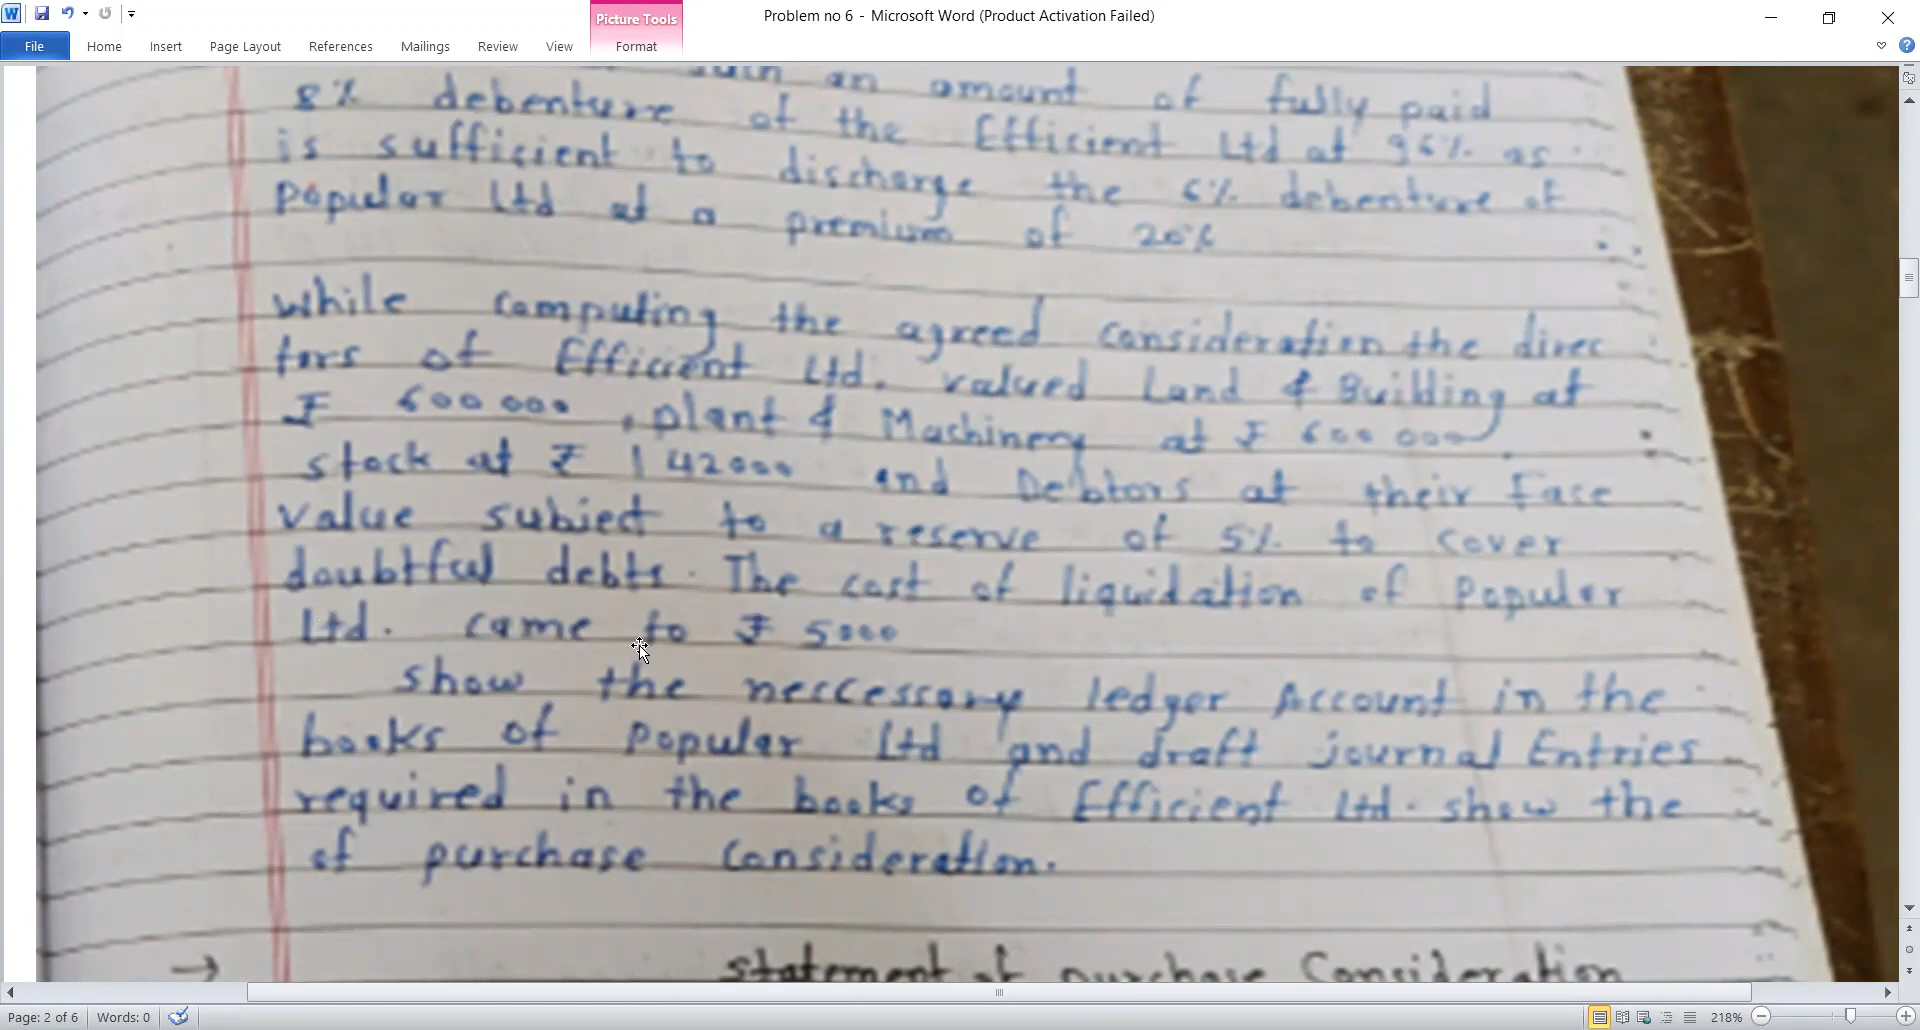 Problem no 6 - Microsoft Word (Product Activation Failed)
Picture Tools
File Home Insert Page Layout References Mailings Review View Format
such an amount of fully paid
8% debenture of the Efficient Ltd at 96% as
is sufficient to discharge the 6% debenture of
Popular Ltd at a premium of 20%
While computing the agreed consideration the direc
tors of Efficient Ltd. valued Land & Building at
₹ 600000, plant & Machinery at ₹ 600000
stock at ₹ 142000 and Debtors at their Face
value subject to a reserve of 5% to cover
doubtful debts. The cost of liquidation of Popular
Ltd. came to ₹ 5000
show the neccessary ledger Account in the
books of Popular Ltd and draft journal Entries
required in the books of Efficient Ltd. show the
of purchase Consideration.
→ statement of purchase Consideration
Page: 2 of 6 Words: 0 218%